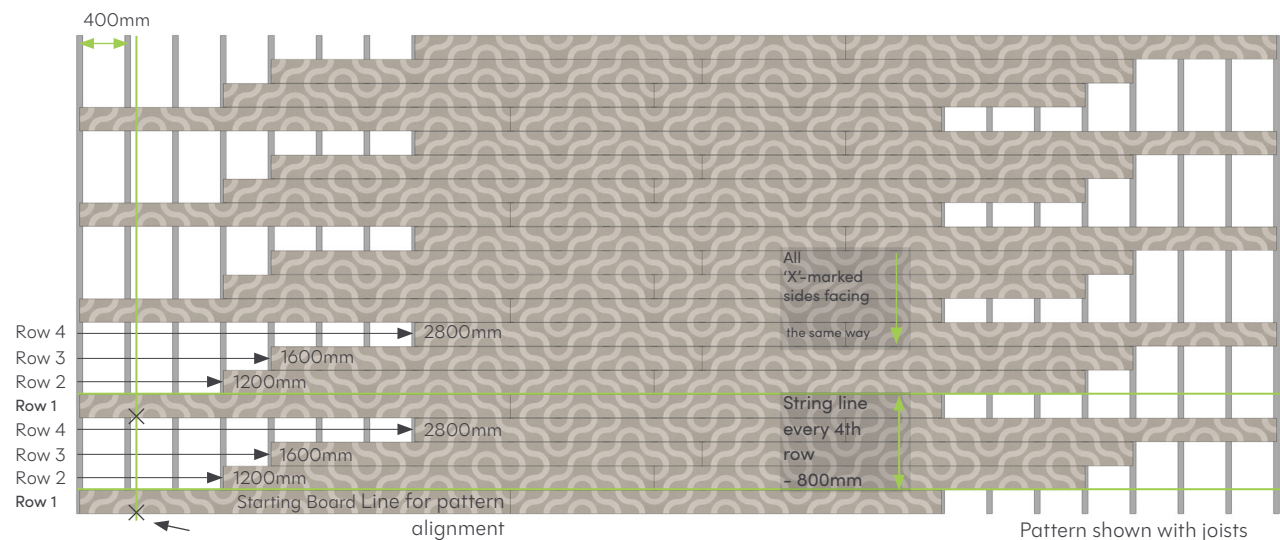 400mm
All
'X'-marked
sides facing
the same way
Row 4
2800mm
Row 3
1600mm
Row 2
1200mm
Row 1
String line
every 4th
row
- 800mm
Row 4
2800mm
Row 3
1600mm
Row 2
1200mm
Row 1
Starting Board Line for pattern
alignment
Pattern shown with joists